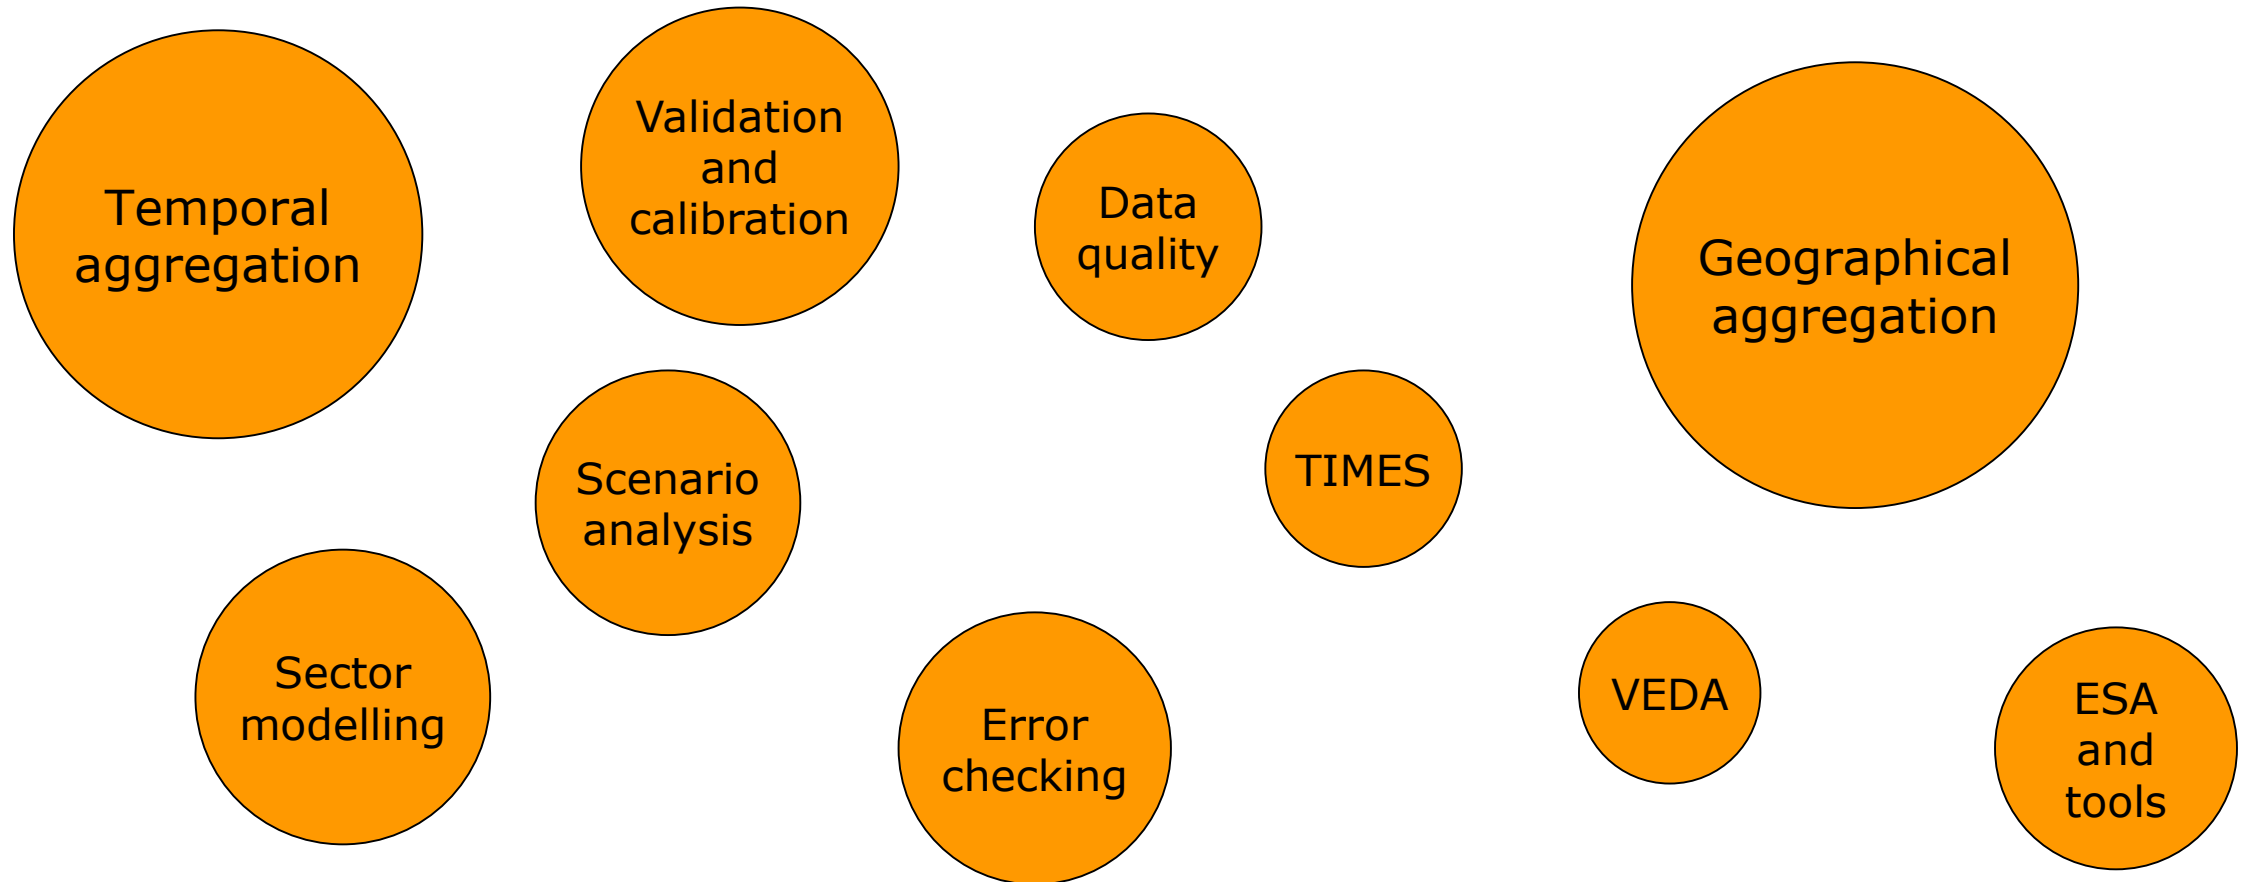 Temporal
aggregation
Validation
and
calibration
Data
quality
Geographical
aggregation
Scenario
analysis
TIMES
Sector
modelling
Error
checking
VEDA
ESA
and
tools